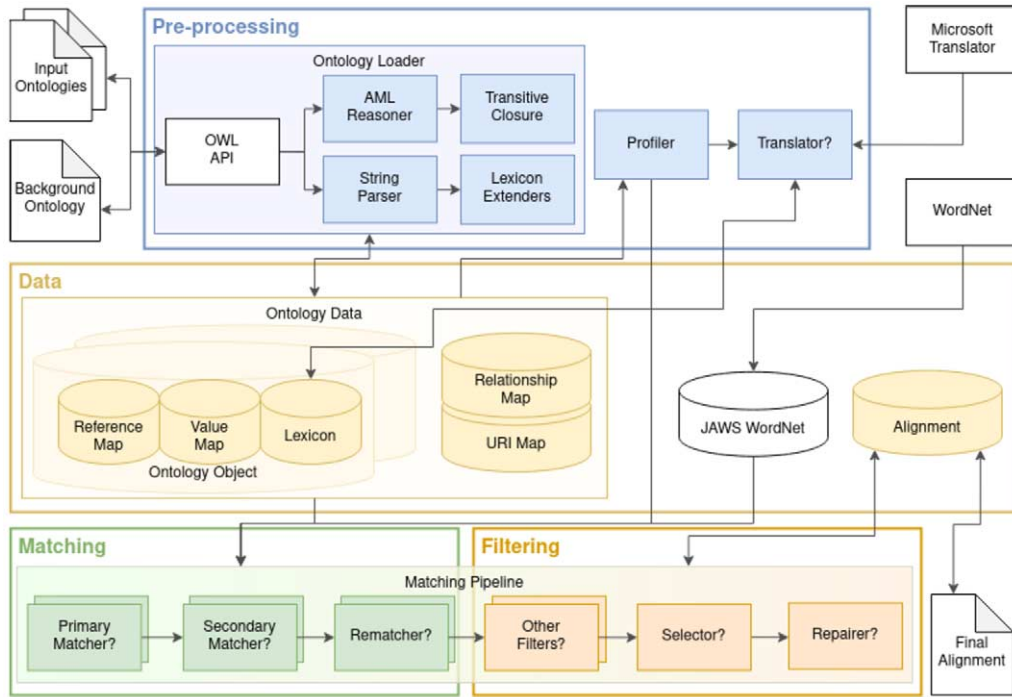 Pre-processing
Input
Ontologies
Background
Ontology
Ontology Loader
OWL
API
AML
Reasoner
Transitive
Closure
String
Parser
Lexicon
Extenders
Profiler
Translator?
Microsoft
Translator
WordNet
Data
Ontology Data
Reference
Map
Value
Map
Lexicon
Ontology Object
Relationship
Map
URI Map
JAWS WordNet
Alignment
Matching
Filtering
Matching Pipeline
Primary
Matcher?
Secondary
Matcher?
Rematcher?
Other
Filters?
Selector?
Repairer?
Final
Alignment